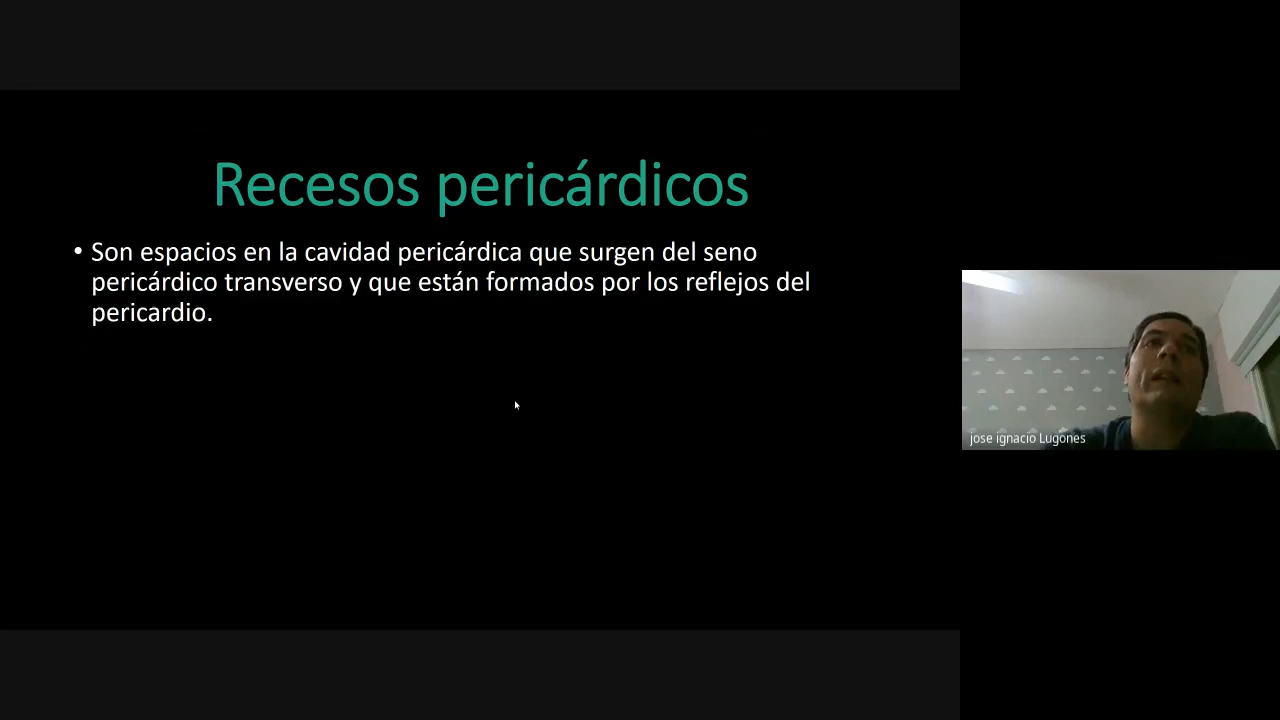 Recesos pericárdicos
• Son espacios en la cavidad pericárdica que surgen del seno
pericárdico transverso y que están formados por los reflejos del
pericardio.
jose ignacio Lugones